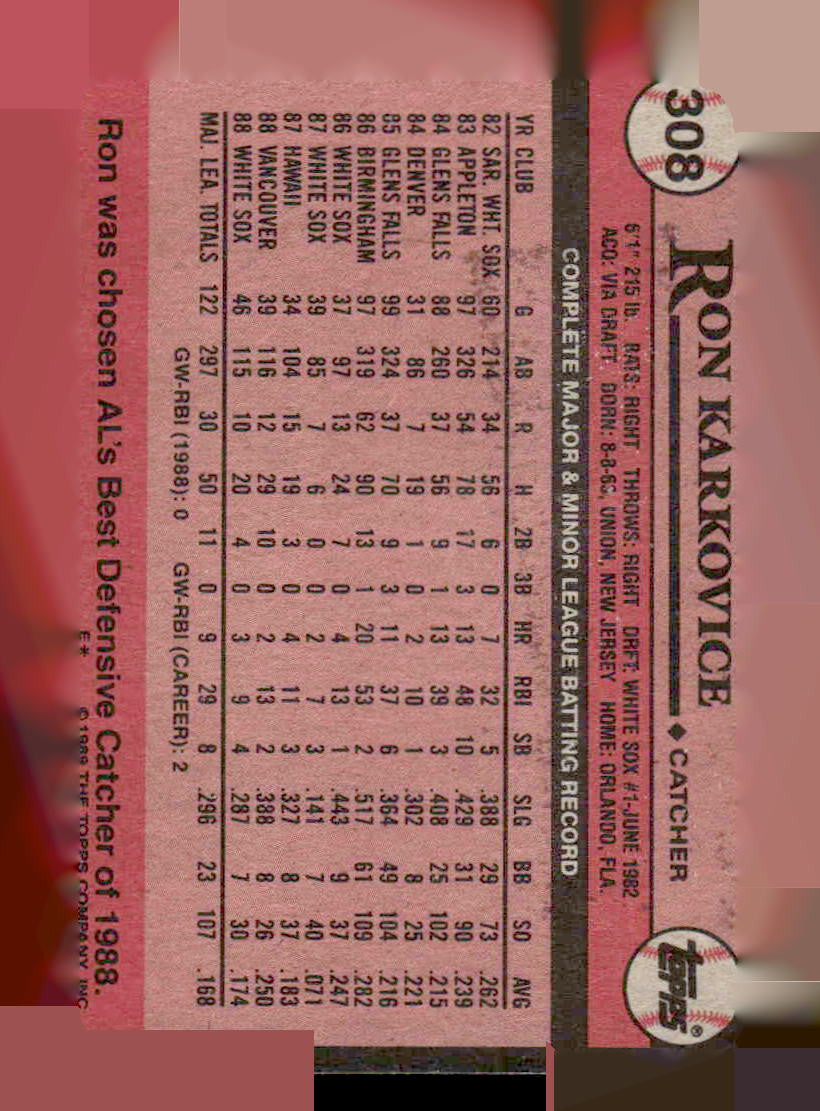 308
RON KARKOVICE ♦ CATCHER
TOPPS®
6'1" 215 lb. BATS: RIGHT THROWS: RIGHT DRFT: WHITE SOX #1-JUNE 1982
ACQ: VIA DRAFT BORN: 8-8-63, UNION, NEW JERSEY HOME: ORLANDO, FLA.
COMPLETE MAJOR & MINOR LEAGUE BATTING RECORD
YR CLUB G AB R H 2B 3B HR RBI SB SLG BB SO AVG
82 SAR. WHT. SOX 60 214 34 56 6 0 7 32 5 .388 29 73 .262
83 APPLETON 97 326 54 78 17 3 13 48 10 .429 31 90 .239
84 GLENS FALLS 88 260 37 56 9 1 13 39 3 .408 25 102 .215
84 DENVER 31 86 7 19 1 0 2 10 1 .302 8 25 .221
85 GLENS FALLS 99 324 37 70 9 3 11 37 6 .364 49 104 .216
86 BIRMINGHAM 97 319 62 90 13 1 20 53 2 .517 61 109 .282
86 WHITE SOX 37 97 13 24 7 0 4 13 1 .443 9 37 .247
87 WHITE SOX 39 85 7 6 0 0 2 7 3 .141 7 40 .071
87 HAWAII 34 104 15 19 3 0 4 11 3 .327 8 37 .183
88 VANCOUVER 39 116 12 29 10 0 2 13 2 .388 8 26 .250
88 WHITE SOX 46 115 10 20 4 0 3 9 4 .287 7 30 .174
MAJ. LEA. TOTALS 122 297 30 50 11 0 9 29 8 .296 23 107 .168
GW-RBI (1988): 0 GW-RBI (CAREER): 2
Ron was chosen AL's Best Defensive Catcher of 1988.
E* © 1989 THE TOPPS COMPANY, INC